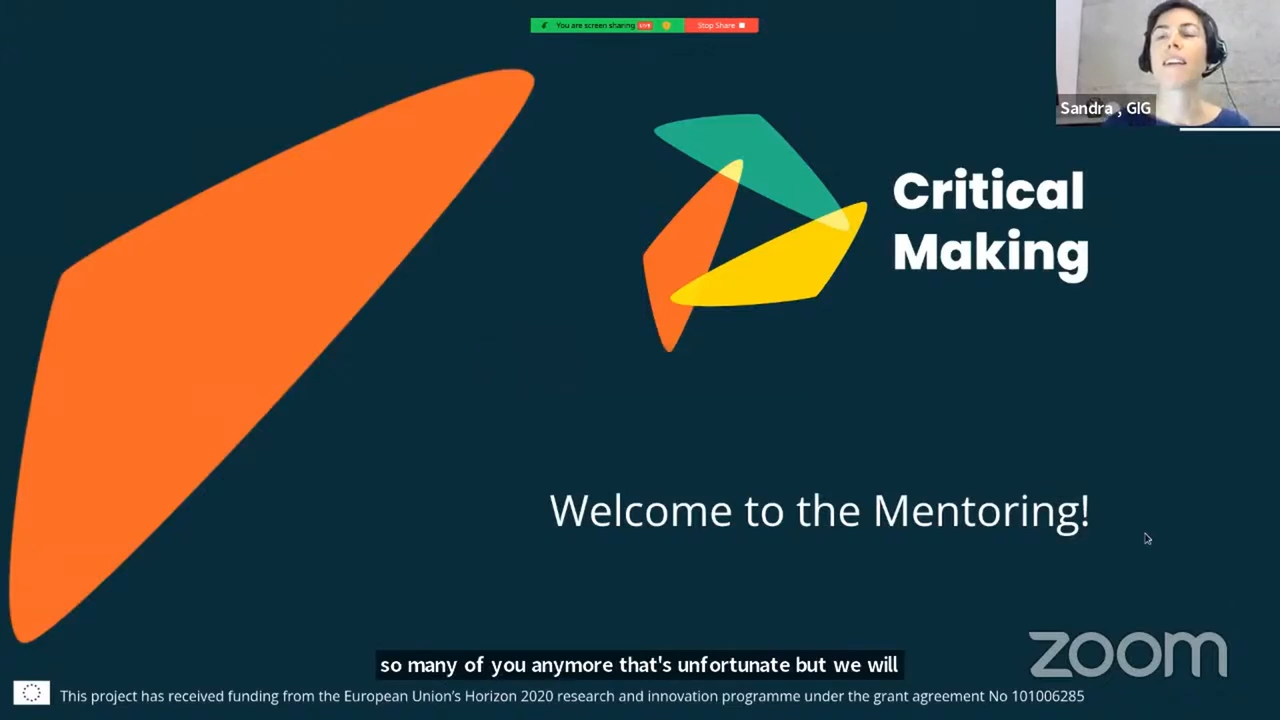 You are screen sharing LIVE Stop Share
Sandra , GIG
Critical
Making
Welcome to the Mentoring!
zoom
so many of you anymore that's unfortunate but we will
This project has received funding from the European Union's Horizon 2020 research and innovation programme under the grant agreement No 101006285